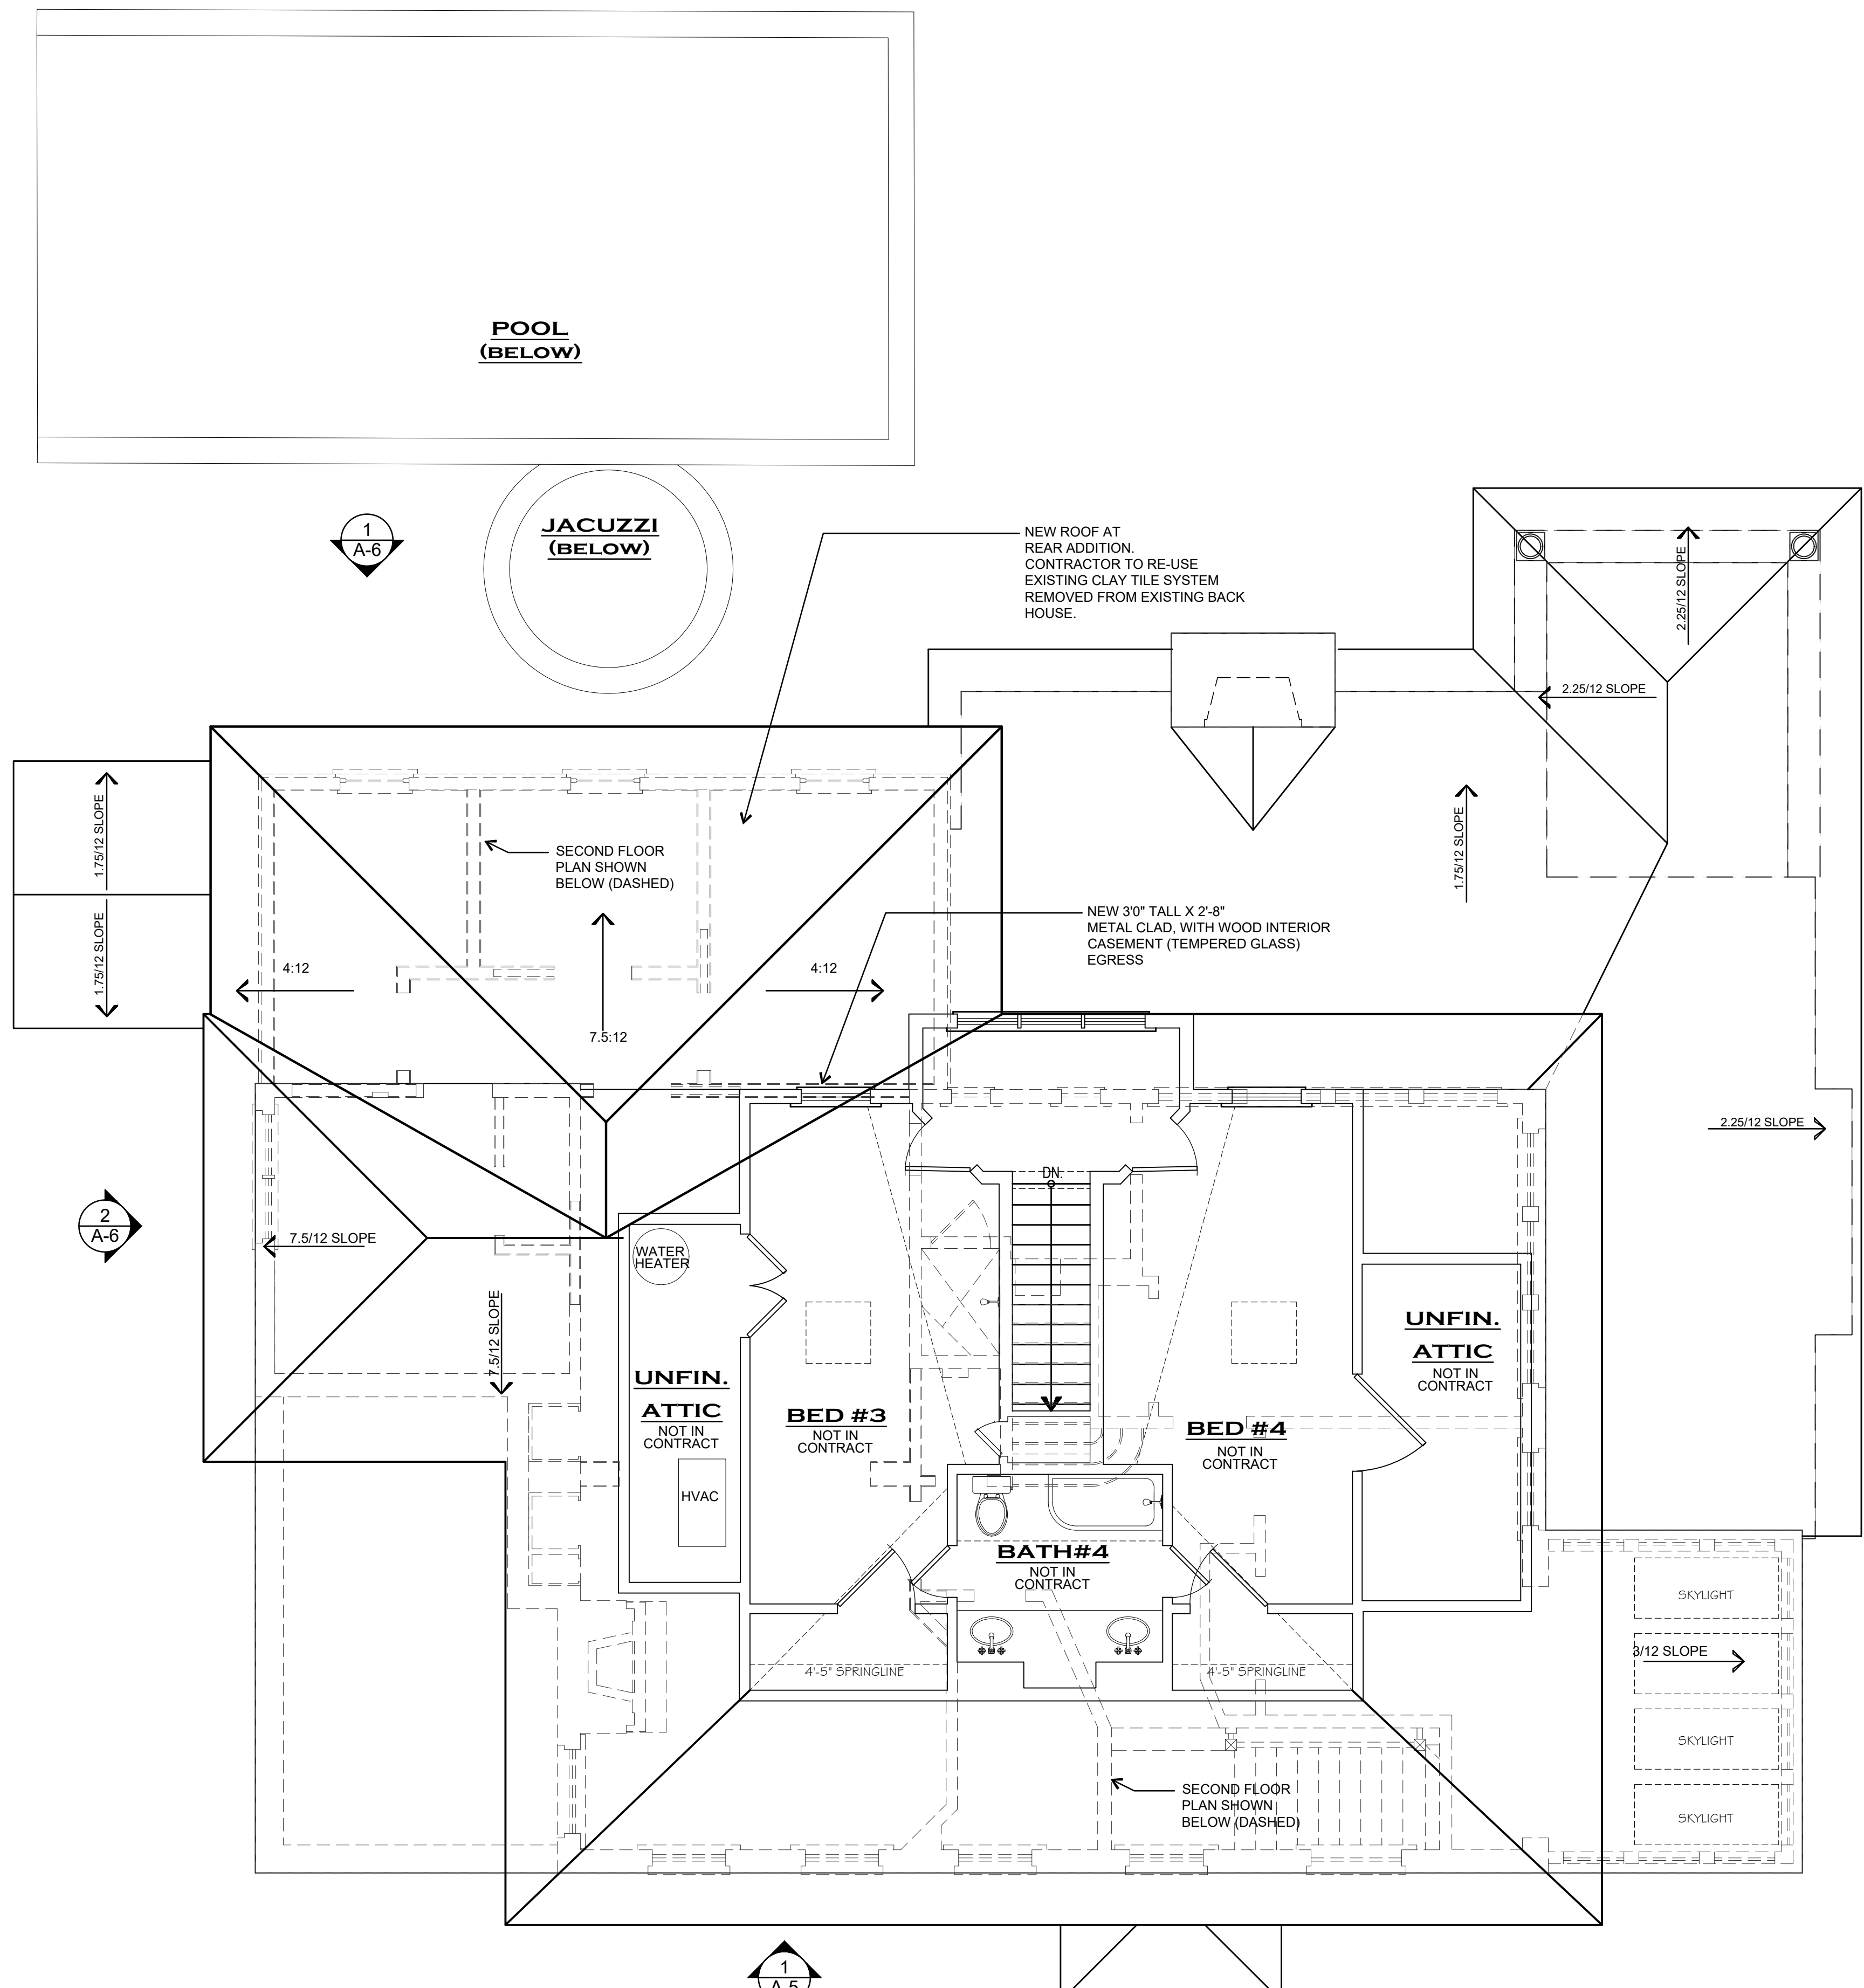 POOL
(BELOW)
1
A-6
JACUZZI
(BELOW)
NEW ROOF AT
REAR ADDITION.
CONTRACTOR TO RE-USE
EXISTING CLAY TILE SYSTEM
REMOVED FROM EXISTING BACK
HOUSE.
2.25/12 SLOPE
2.25/12 SLOPE
1.75/12 SLOPE
1.75/12 SLOPE
1.75/12 SLOPE
SECOND FLOOR
PLAN SHOWN
BELOW (DASHED)
NEW 3'0" TALL X 2'-8"
METAL CLAD, WITH WOOD INTERIOR
CASEMENT (TEMPERED GLASS)
EGRESS
4:12
4:12
7.5:12
2.25/12 SLOPE
DN.
2
A-6
7.5/12 SLOPE
WATER
HEATER
7.5/12 SLOPE
UNFIN.
ATTIC
NOT IN
CONTRACT
UNFIN.
ATTIC
NOT IN
CONTRACT
BED #3
NOT IN
CONTRACT
BED #4
NOT IN
CONTRACT
HVAC
BATH#4
NOT IN
CONTRACT
SKYLIGHT
3/12 SLOPE
4'-5" SPRINGLINE
4'-5" SPRINGLINE
SKYLIGHT
SECOND FLOOR
PLAN SHOWN
BELOW (DASHED)
SKYLIGHT
1
A-5